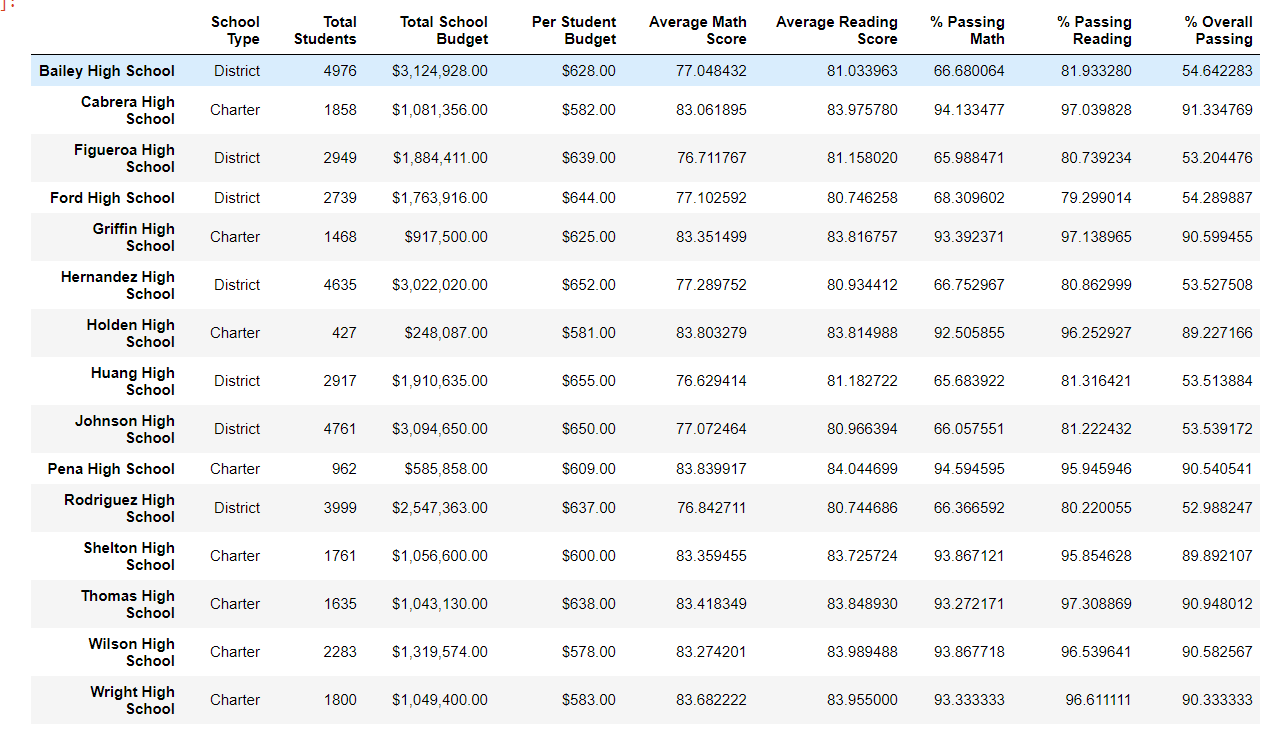 ]:
School Type Total Students Total School Budget Per Student Budget Average Math Score Average Reading Score % Passing Math % Passing Reading % Overall Passing
Bailey High School District 4976 $3,124,928.00 $628.00 77.048432 81.033963 66.680064 81.933280 54.642283
Cabrera High School Charter 1858 $1,081,356.00 $582.00 83.061895 83.975780 94.133477 97.039828 91.334769
Figueroa High School District 2949 $1,884,411.00 $639.00 76.711767 81.158020 65.988471 80.739234 53.204476
Ford High School District 2739 $1,763,916.00 $644.00 77.102592 80.746258 68.309602 79.299014 54.289887
Griffin High School Charter 1468 $917,500.00 $625.00 83.351499 83.816757 93.392371 97.138965 90.599455
Hernandez High School District 4635 $3,022,020.00 $652.00 77.289752 80.934412 66.752967 80.862999 53.527508
Holden High School Charter 427 $248,087.00 $581.00 83.803279 83.814988 92.505855 96.252927 89.227166
Huang High School District 2917 $1,910,635.00 $655.00 76.629414 81.182722 65.683922 81.316421 53.513884
Johnson High School District 4761 $3,094,650.00 $650.00 77.072464 80.966394 66.057551 81.222432 53.539172
Pena High School Charter 962 $585,858.00 $609.00 83.839917 84.044699 94.594595 95.945946 90.540541
Rodriguez High School District 3999 $2,547,363.00 $637.00 76.842711 80.744686 66.366592 80.220055 52.988247
Shelton High School Charter 1761 $1,056,600.00 $600.00 83.359455 83.725724 93.867121 95.854628 89.892107
Thomas High School Charter 1635 $1,043,130.00 $638.00 83.418349 83.848930 93.272171 97.308869 90.948012
Wilson High School Charter 2283 $1,319,574.00 $578.00 83.274201 83.989488 93.867718 96.539641 90.582567
Wright High School Charter 1800 $1,049,400.00 $583.00 83.682222 83.955000 93.333333 96.611111 90.333333